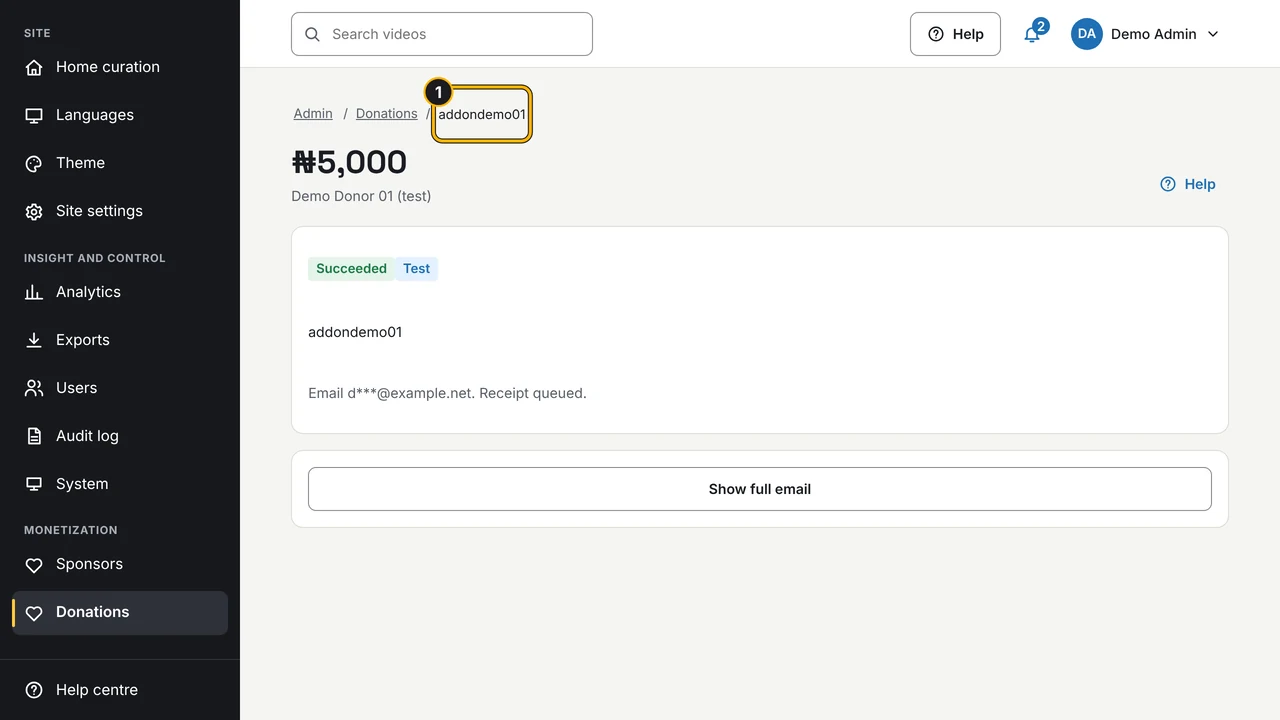 SITE
Home curation
Languages
Theme
Site settings
INSIGHT AND CONTROL
Analytics
Exports
Users
Audit log
System
MONETIZATION
Sponsors
Donations
Help centre
Search videos
Help
2
DA Demo Admin
1
Admin / Donations / addondemo01
₦5,000
Demo Donor 01 (test)
Help
Succeeded Test
addondemo01
Email d***@example.net. Receipt queued.
Show full email